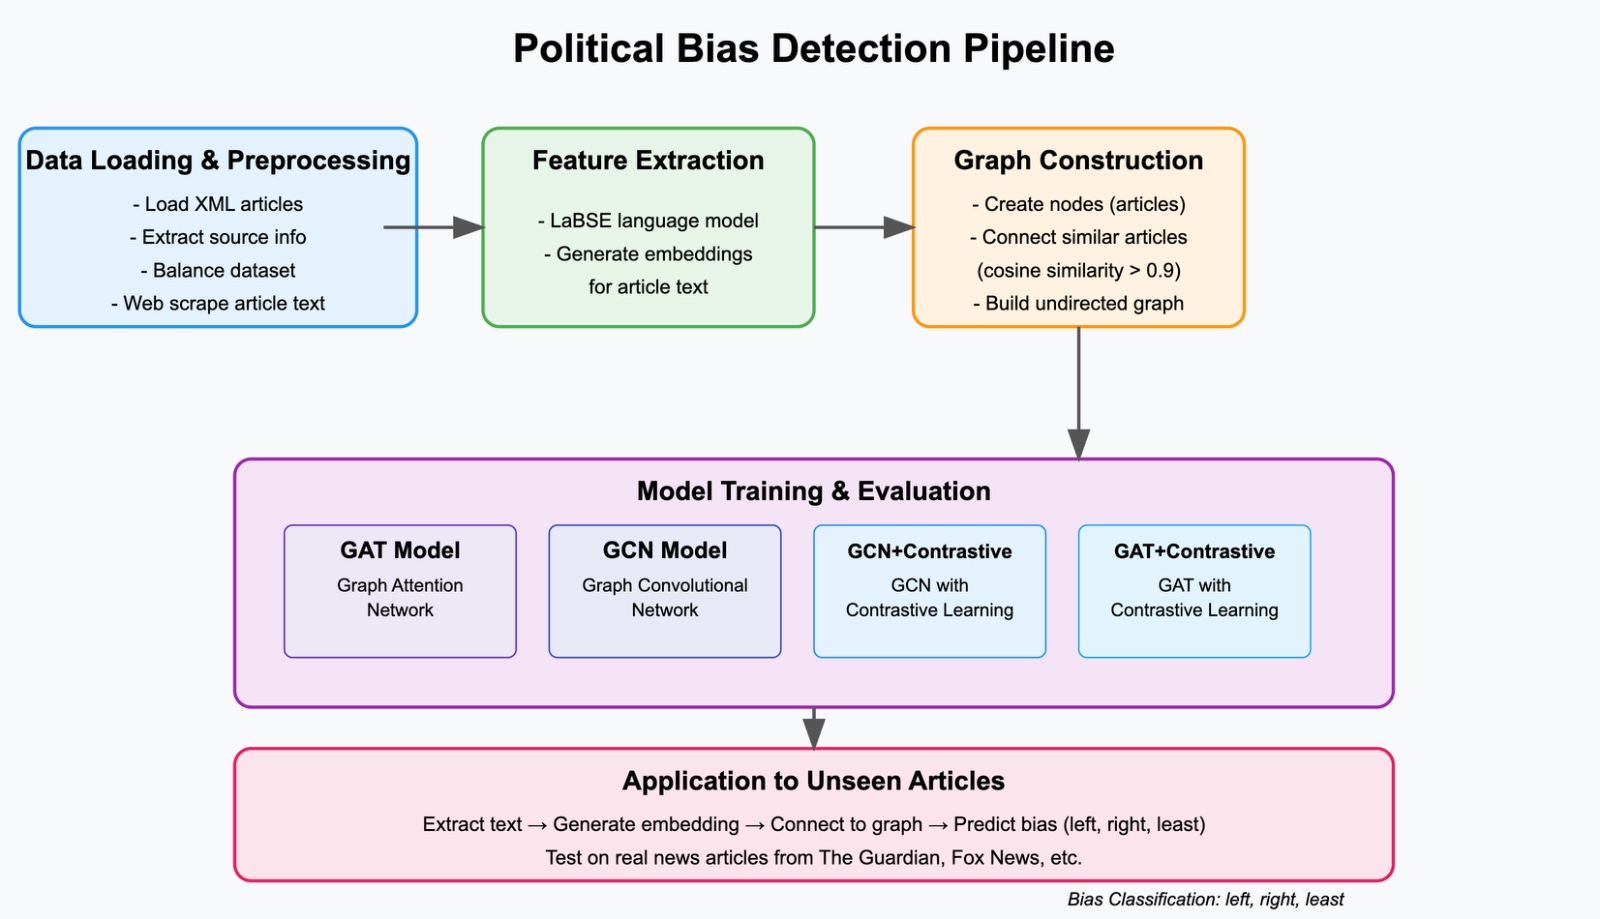 Political Bias Detection Pipeline
Data Loading & Preprocessing
- Load XML articles
- Extract source info
- Balance dataset
- Web scrape article text
Feature Extraction
- LaBSE language model
- Generate embeddings
for article text
Graph Construction
- Create nodes (articles)
- Connect similar articles
(cosine similarity > 0.9)
- Build undirected graph
Model Training & Evaluation
GAT Model
Graph Attention
Network
GCN Model
Graph Convolutional
Network
GCN+Contrastive
GCN with
Contrastive Learning
GAT+Contrastive
GAT with
Contrastive Learning
Application to Unseen Articles
Extract text → Generate embedding → Connect to graph → Predict bias (left, right, least)
Test on real news articles from The Guardian, Fox News, etc.
Bias Classification: left, right, least